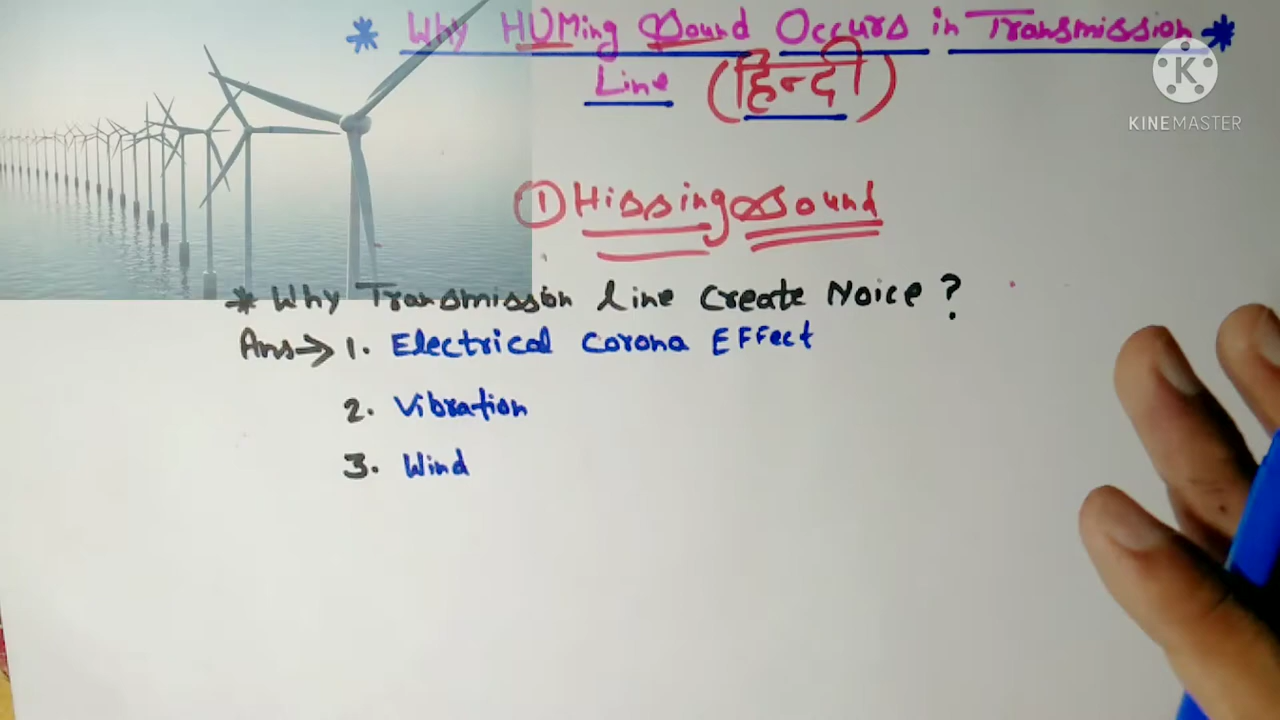 * Why HUMing Sound Occurs in Transmission *
Line (हिन्दी)
KINEMASTER
① Hissing Sound
* Why Transmission line Create Noice ?
Ans → 1. Electrical Corona Effect
2. Vibration
3. Wind